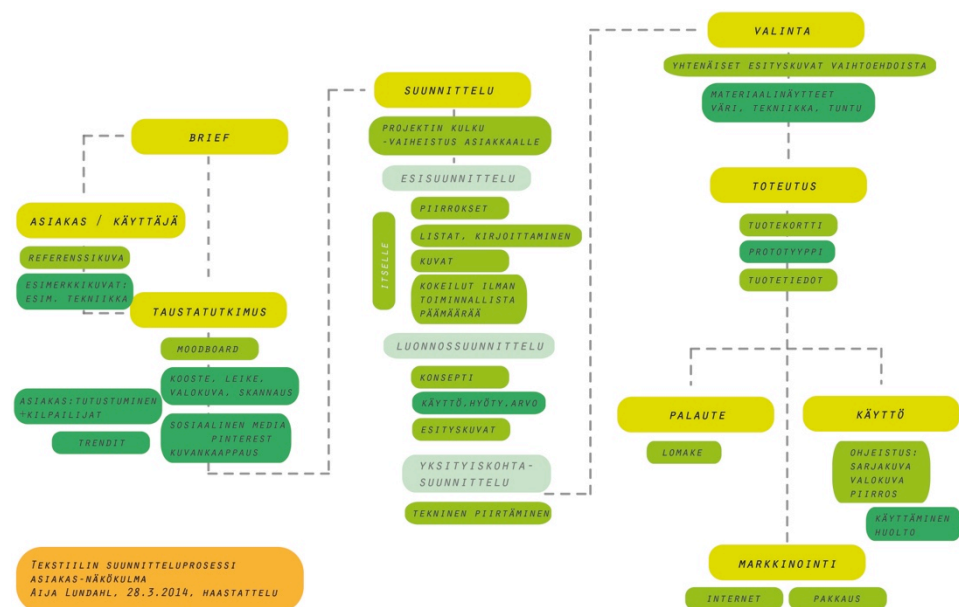 BRIEF
ASIAKAS / KÄYTTÄJÄ
REFERENSSIKUVA
ESIMERKKIKUVAT:
ESIM. TEKNIIKKA
TAUSTATUTKIMUS
MOODBOARD
KOOSTE, LEIKE,
VALOKUVA, SKANNAUS
ASIAKAS:TUTUSTUMINEN
+KILPAILIJAT
TRENDIT
SOSIAALINEN MEDIA
PINTEREST
KUVANKAAPPAUS
SUUNNITTELU
PROJEKTIN KULKU
-VAIHEISTUS ASIAKKAALLE
ESISUUNNITTELU
ITSELLE
PIIRROKSET
LISTAT, KIRJOITTAMINEN
KUVAT
KOKEILUT ILMAN
TOIMINNALLISTA
PÄÄMÄÄRÄÄ
LUONNOSSUUNNITTELU
KONSEPTI
KÄYTTÖ,HYÖTY,ARVO
ESITYSKUVAT
YKSITYISKOHTA-
SUUNNITTELU
TEKNINEN PIIRTÄMINEN
VALINTA
YHTENÄISET ESITYSKUVAT VAIHTOEHDOISTA
MATERIAALINÄYTTEET
VÄRI, TEKNIIKKA, TUNTU
TOTEUTUS
TUOTEKORTTI
PROTOTYYPPI
TUOTETIEDOT
PALAUTE
LOMAKE
KÄYTTÖ
OHJEISTUS:
SARJAKUVA
VALOKUVA
PIIRROS
KÄYTTÄMINEN
HUOLTO
MARKKINOINTI
INTERNET
PAKKAUS
TEKSTIILIN SUUNNITTELUPROSESSI
ASIAKAS-NÄKÖKULMA
AIJA LUNDAHL, 28.3.2014, HAASTATTELU